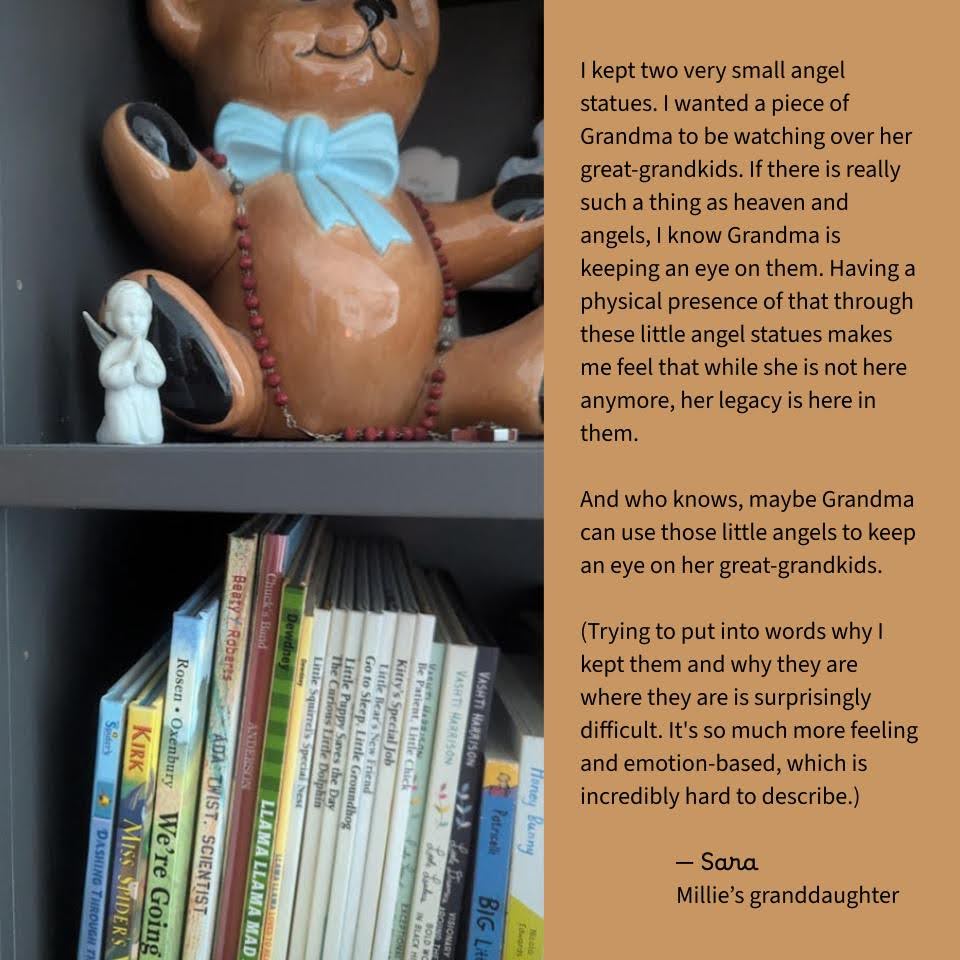 I kept two very small angel
statues. I wanted a piece of
Grandma to be watching over her
great-grandkids. If there is really
such a thing as heaven and
angels, I know Grandma is
keeping an eye on them. Having a
physical presence of that through
these little angel statues makes
me feel that while she is not here
anymore, her legacy is here in
them.
And who knows, maybe Grandma
can use those little angels to keep
an eye on her great-grandkids.
(Trying to put into words why I
kept them and why they are
where they are is surprisingly
difficult. It's so much more feeling
and emotion-based, which is
incredibly hard to describe.)
— Sara
Millie's granddaughter
DASHING THROUGH
KIRK MISS SPIDER'S
Rosen • Oxenbury We're Going
Beaty / Roberts ADA TWIST, SCIENTIST
Chuck's Band ANDERSON
Dewdney LLAMA LLAMA MAD
Little Squirrel's Special Nest
The Curious Little Dolphin
Little Puppy Saves the Day
Go to Sleep, Little Groundhog
Little Bear's New Friend
Kitty's Special Job
Be Patient, Little Chick
VASHTI HARRISON
VASHTI HARRISON
Patricelli BIG
Honey Bunny